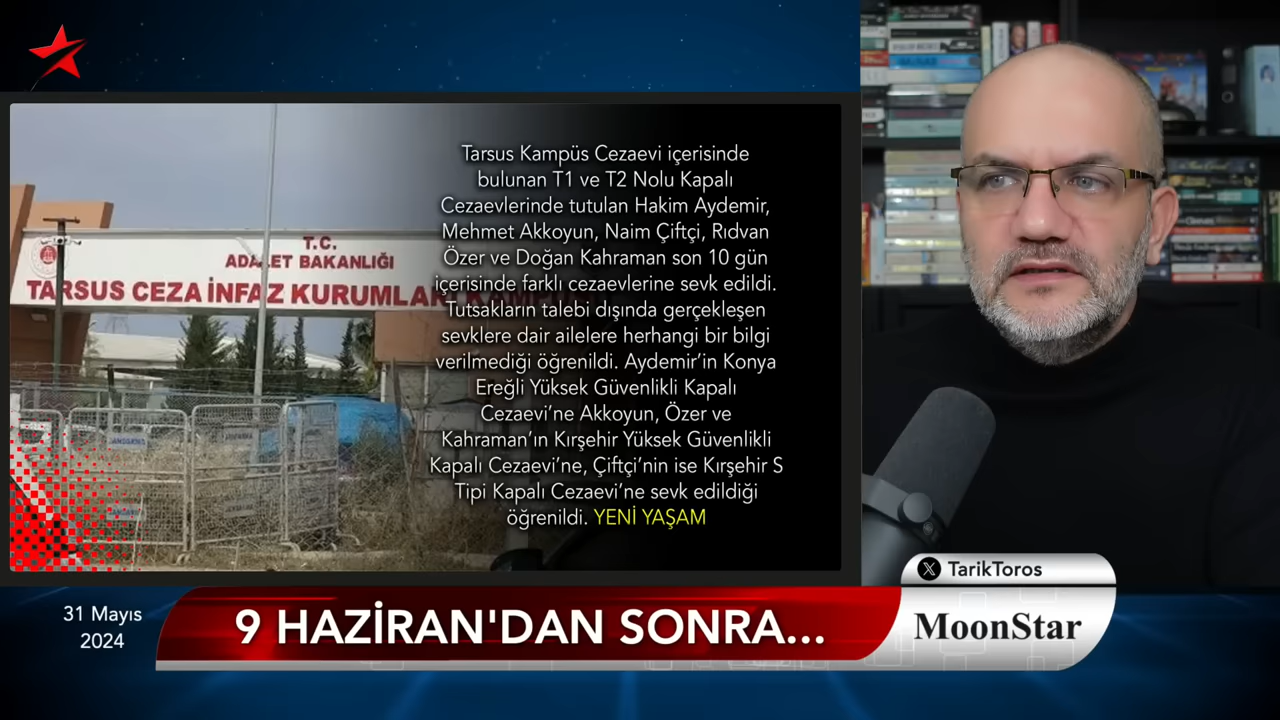 T.C.
ADALET BAKANLIĞI
TARSUS CEZA İNFAZ KURUMLAR
Tarsus Kampüs Cezaevi içerisinde
bulunan T1 ve T2 Nolu Kapalı
Cezaevlerinde tutulan Hakim Aydemir,
Mehmet Akkoyun, Naim Çiftçi, Rıdvan
Özer ve Doğan Kahraman son 10 gün
içerisinde farklı cezaevlerine sevk edildi.
Tutsakların talebi dışında gerçekleşen
sevklere dair ailelere herhangi bir bilgi
verilmediği öğrenildi. Aydemir’in Konya
Ereğli Yüksek Güvenlikli Kapalı
Cezaevi’ne Akkoyun, Özer ve
Kahraman’ın Kırşehir Yüksek Güvenlikli
Kapalı Cezaevi’ne, Çiftçi’nin ise Kırşehir S
Tipi Kapalı Cezaevi’ne sevk edildiği
öğrenildi. YENİ YAŞAM
TarikToros
MoonStar
31 Mayıs
2024
9 HAZİRAN'DAN SONRA...